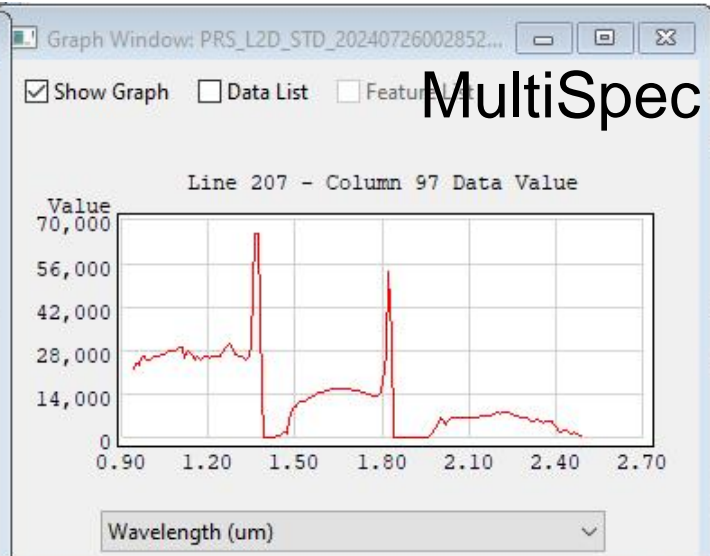 Graph Window: PRS_L2D_STD_20240726002852...
Show Graph Data List Feature List
MultiSpec
Line 207 - Column 97 Data Value
Value
70,000
56,000
42,000
28,000
14,000
0
0.90 1.20 1.50 1.80 2.10 2.40 2.70
Wavelength (um)